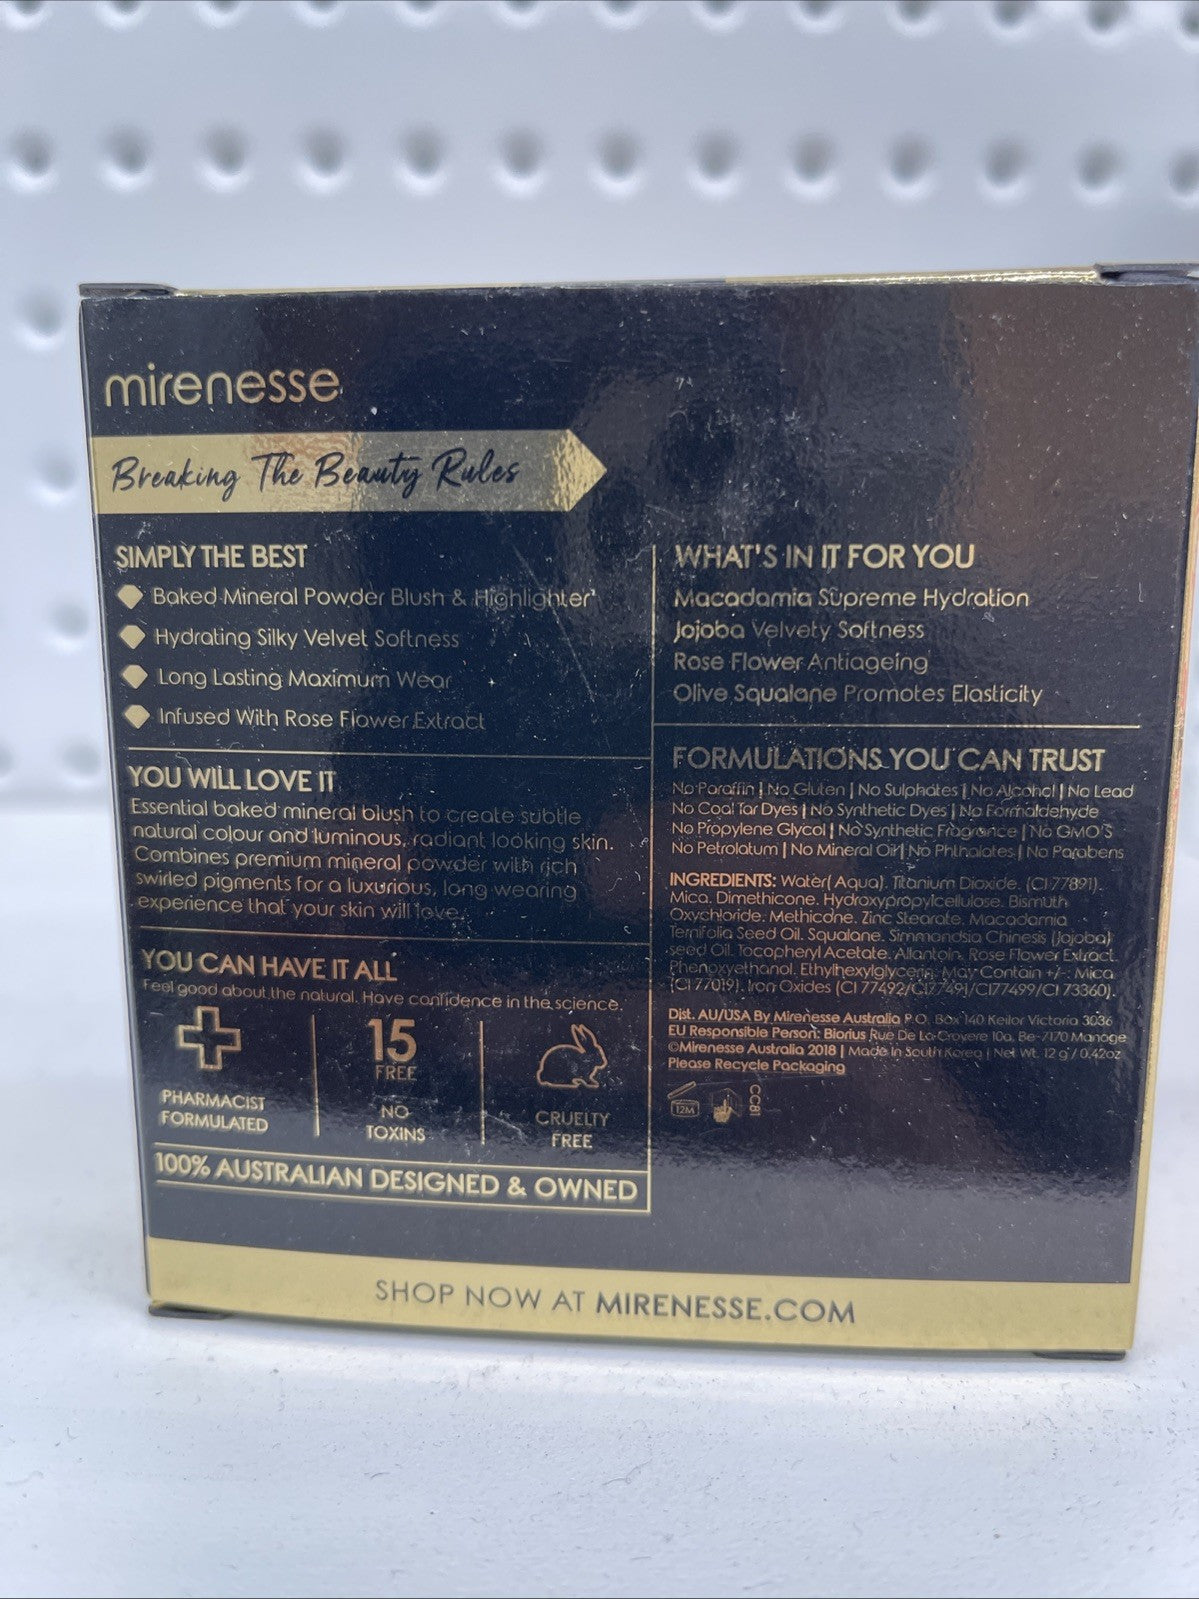 mirenesse
Breaking The Beauty Rules
SIMPLY THE BEST
Baked Mineral Powder Blush & Highlighter
Hydrating Silky Velvet Softness
Long Lasting Maximum Wear
Infused With Rose Flower Extract
YOU WILL LOVE IT
Essential baked mineral blush to create subtle
natural colour and luminous, radiant looking skin.
Combines premium mineral powder with rich
swirled pigments for a luxurious, long wearing
experience that your skin will love.
YOU CAN HAVE IT ALL
Feel good about the natural. Have confidence in the science.
PHARMACIST
FORMULATED
15
FREE
NO
TOXINS
CRUELTY
FREE
100% AUSTRALIAN DESIGNED & OWNED
WHAT'S IN IT FOR YOU
Macadamia Supreme Hydration
Jojoba Velvety Softness
Rose Flower Antiageing
Olive Squalane Promotes Elasticity
FORMULATIONS YOU CAN TRUST
No Paraffin | No Gluten | No Sulphates | No Alcohol | No Lead
No Coal Tar Dyes | No Synthetic Dyes | No Formaldehyde
No Propylene Glycol | No Synthetic Fragrance | No GMO'S
No Petrolatum | No Mineral Oil | No Phthalates | No Parabens
INGREDIENTS: Water( Aqua). Titanium Dioxide. (CI 77891).
Mica. Dimethicone. Hydroxypropylcellulose. Bismuth
Oxychloride. Methicone. Zinc Stearate. Macadamia
Ternifolia Seed Oil. Squalane. Simmondsia Chinesis (Jojoba)
seed Oil. Tocopheryl Acetate. Allantoin. Rose Flower Extract.
Phenoxyethanol. Ethylhexylglycerin. May Contain +/-: Mica
(CI 77019). Iron Oxides (CI 77492/CI77491/CI77499/CI 73360).
Dist. AU/USA By Mirenesse Australia P.O. Box 140 Keilor Victoria 3036
EU Responsible Person: Biorius Rue De La Croyere 10a, Be-7170 Manage
©Mirenesse Australia 2018 | Made In South Korea | Net Wt. 12 g / 0.42oz
Please Recycle Packaging
12M
CC81
SHOP NOW AT MIRENESSE.COM